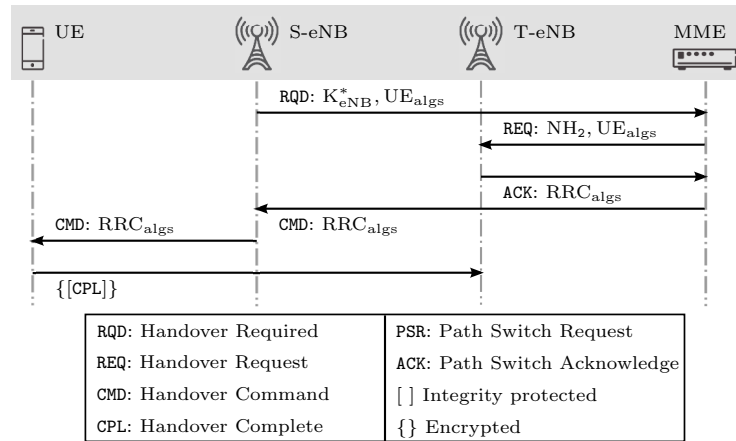 UE S-eNB T-eNB MME
RQD: K*eNB, UEalgs
REQ: NH2, UEalgs
ACK: RRCalgs
CMD: RRCalgs CMD: RRCalgs
{[CPL]}
RQD: Handover Required PSR: Path Switch Request
REQ: Handover Request ACK: Path Switch Acknowledge
CMD: Handover Command [ ] Integrity protected
CPL: Handover Complete {} Encrypted